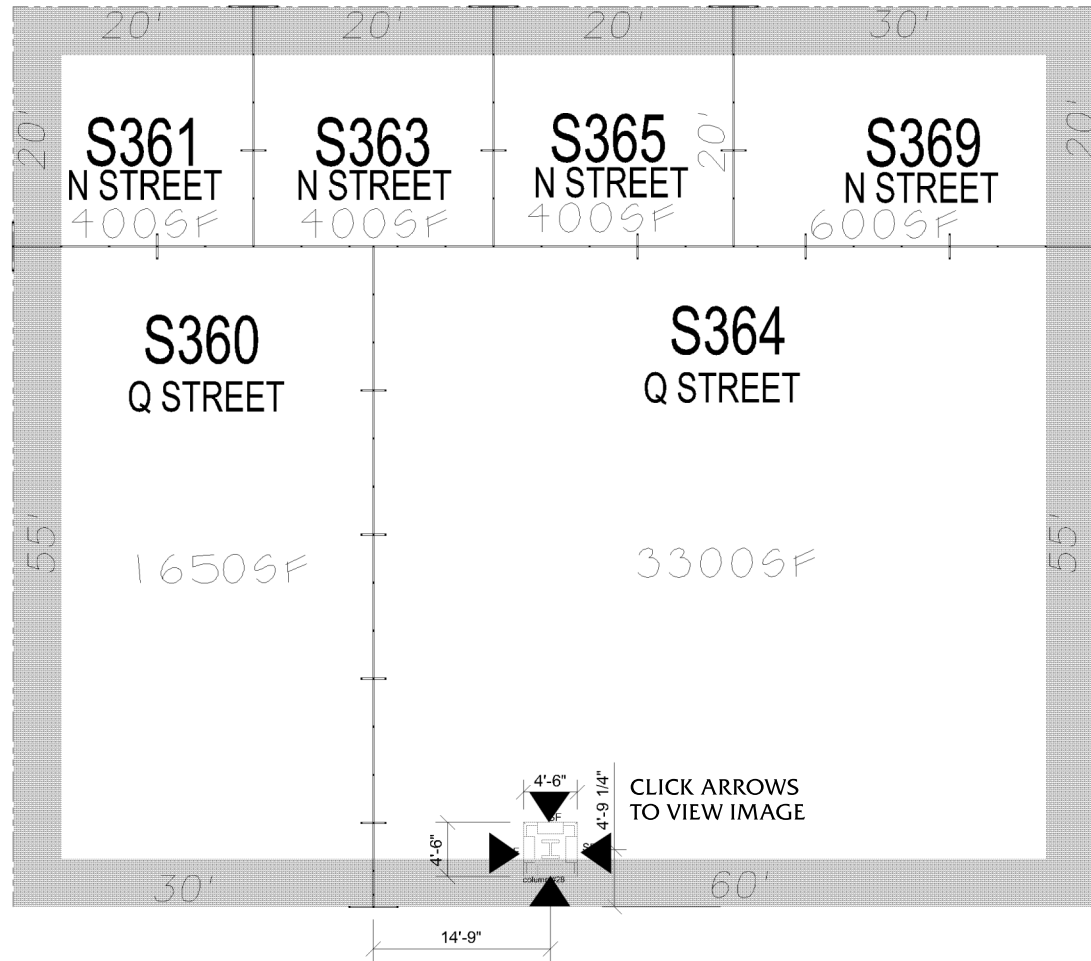 20' 20' 20' 30'
20' 20' 20'
S361 S363 S365 S369
N STREET N STREET N STREET N STREET
400SF 400SF 400SF 600SF
S360 S364
Q STREET Q STREET
55' 55'
1650SF 3300SF
4'-6" 4'-9 1/4" CLICK ARROWS
TO VIEW IMAGE
SF
4'-6"
30' 60'
14'-9"